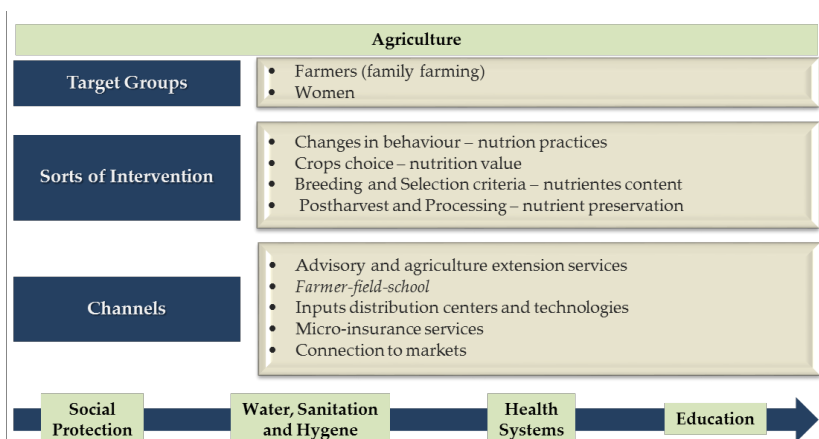 Agriculture
Target Groups
• Farmers (family farming)
• Women
Sorts of Intervention
• Changes in behaviour – nutrion practices
• Crops choice – nutrition value
• Breeding and Selection criteria – nutrientes content
• Postharvest and Processing – nutrient preservation
Channels
• Advisory and agriculture extension services
• Farmer-field-school
• Inputs distribution centers and technologies
• Micro-insurance services
• Connection to markets
Social
Protection
Water, Sanitation
and Hygene
Health
Systems
Education